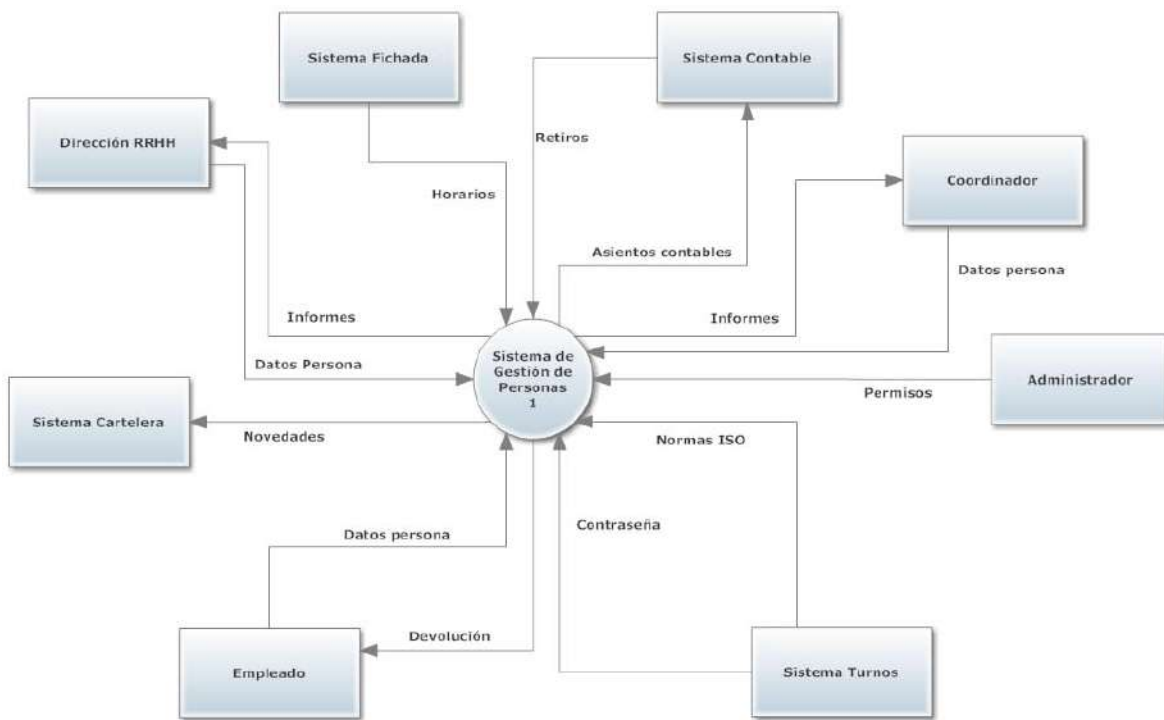 Sistema Fichada
Sistema Contable
Dirección RRHH
Retiros
Coordinador
Horarios
Asientos contables
Datos persona
Informes
Informes
Datos Persona
Sistema de
Gestión de
Personas
1
Administrador
Permisos
Sistema Cartelera
Novedades
Normas ISO
Contraseña
Datos persona
Devolución
Empleado
Sistema Turnos